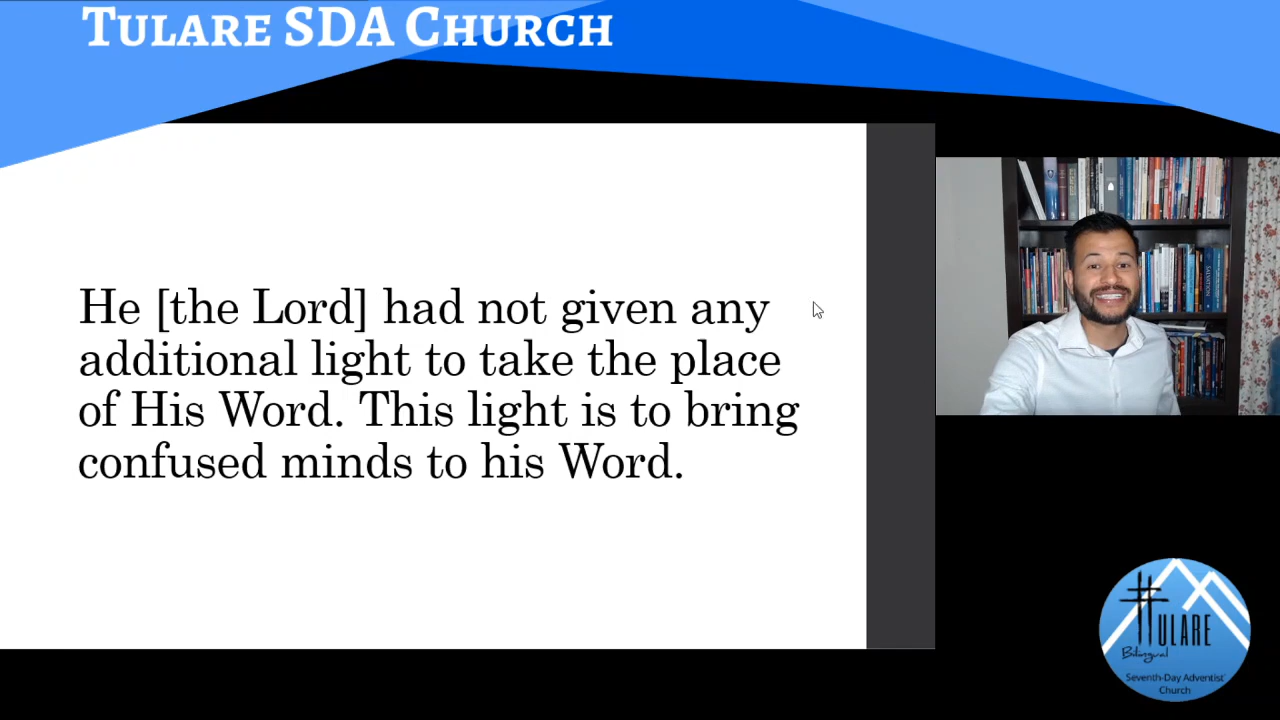 TULARE SDA CHURCH
He [the Lord] had not given any
additional light to take the place
of His Word. This light is to bring
confused minds to his Word.
SALVATION
TULARE
Bilingual
Seventh-Day Adventist
Church